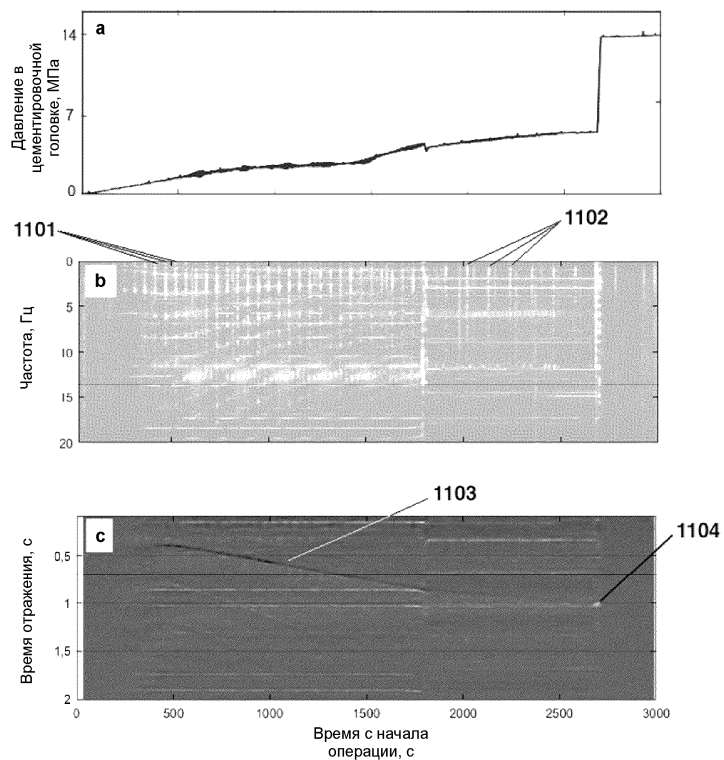 a
14
7
0
Давление в
цементировочной
головке, МПа
1101
1102
b
0
5
10
15
20
Частота, Гц
1103
1104
c
0,5
1
1,5
2
Время отражения, с
0 500 1000 1500 2000 2500 3000
Время с начала
операции, с